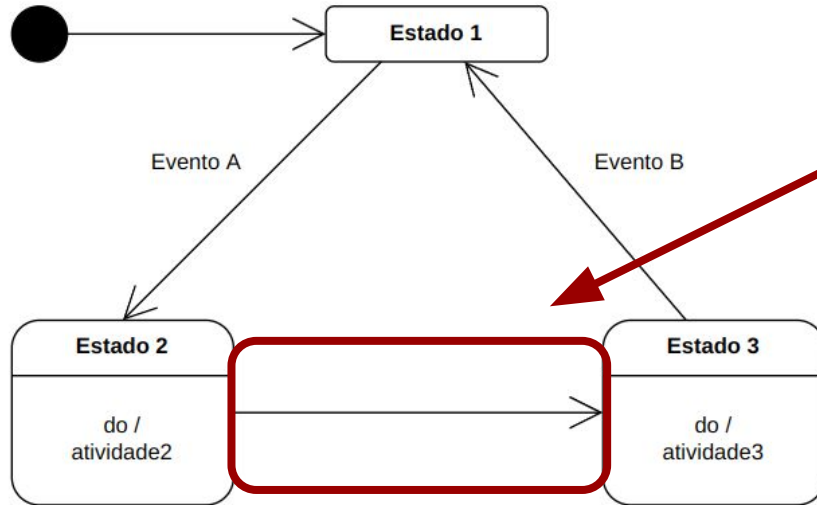 Estado 1
Evento A
Evento B
Estado 2
do /
atividade2
Estado 3
do /
atividade3